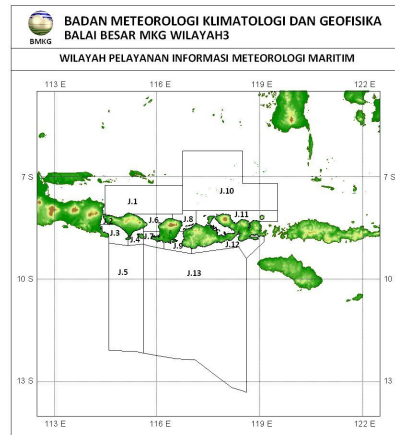 BADAN METEOROLOGI KLIMATOLOGI DAN GEOFISIKA
BALAI BESAR MKG WILAYAH3
BMKG
WILAYAH PELAYANAN INFORMASI METEOROLOGI MARITIM
113 E 116 E 119 E 122 E
7 S 7
J.10
J.1
J.2 J.6 J.8 J.11
J.3
J.4 J.7 J.9 J.12
J.5 J.13
10 S 10
13 S 13
113 E 116 E 119 E 122 E